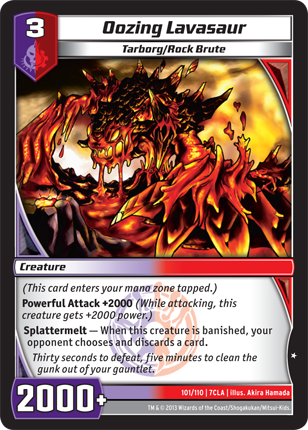 3
Oozing Lavasaur
Tarborg/Rock Brute
Creature
(This card enters your mana zone tapped.)
Powerful Attack +2000 (While attacking, this
creature gets +2000 power.)
Splattermelt — When this creature is banished, your
opponent chooses and discards a card.
Thirty seconds to defeat, five minutes to clean the
gunk out of your gauntlet.
2000+
101/110 | 7CLA | illus. Akira Hamada
TM & © 2013 Wizards of the Coast/Shogakukan/Mitsui-Kids.